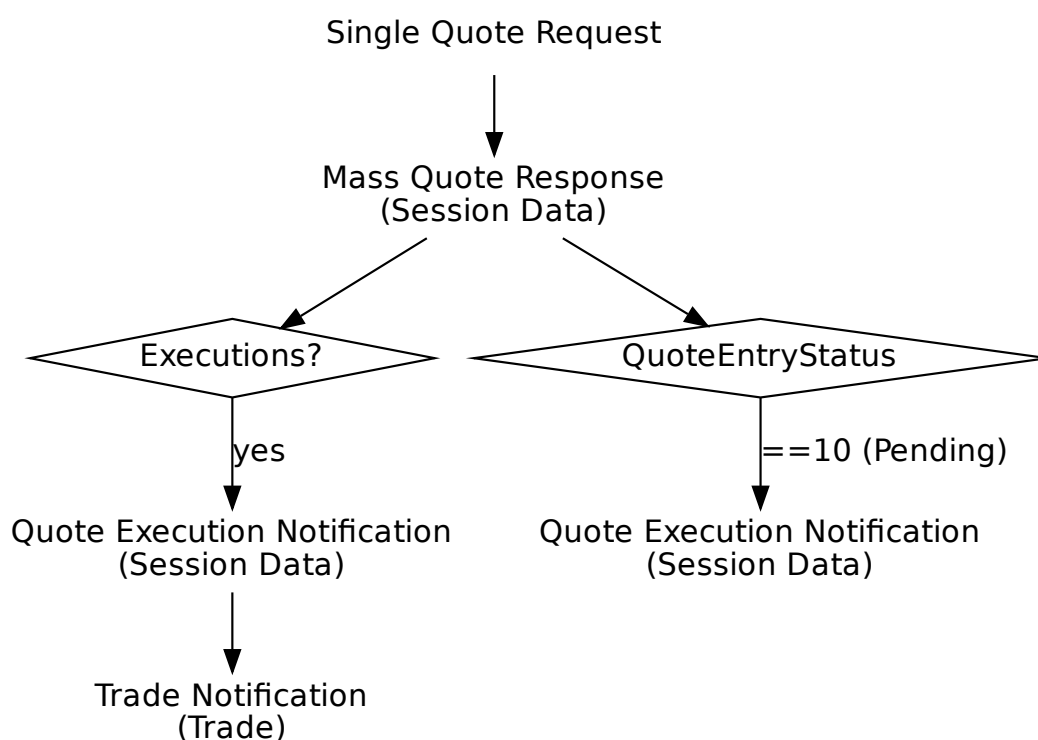 Single Quote Request
Mass Quote Response
(Session Data)
Executions?
QuoteEntryStatus
yes
==10 (Pending)
Quote Execution Notification
(Session Data)
Quote Execution Notification
(Session Data)
Trade Notification
(Trade)